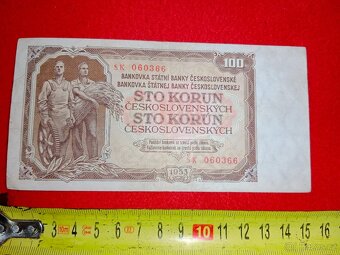 SK 060366
100
BANKOVKA STÁTNÍ BANKY ČESKOSLOVENSKÉ
BANKOVKA ŠTÁTNEJ BANKY ČESKOSLOVENSKEJ
STO KORUN
ČESKOSLOVENSKÝCH
STO KORÚN
ČESKOSLOVENSKÝCH
SK 060366
1953
3 4 5 6 7 8 9 10 11 12 13 14 15 16